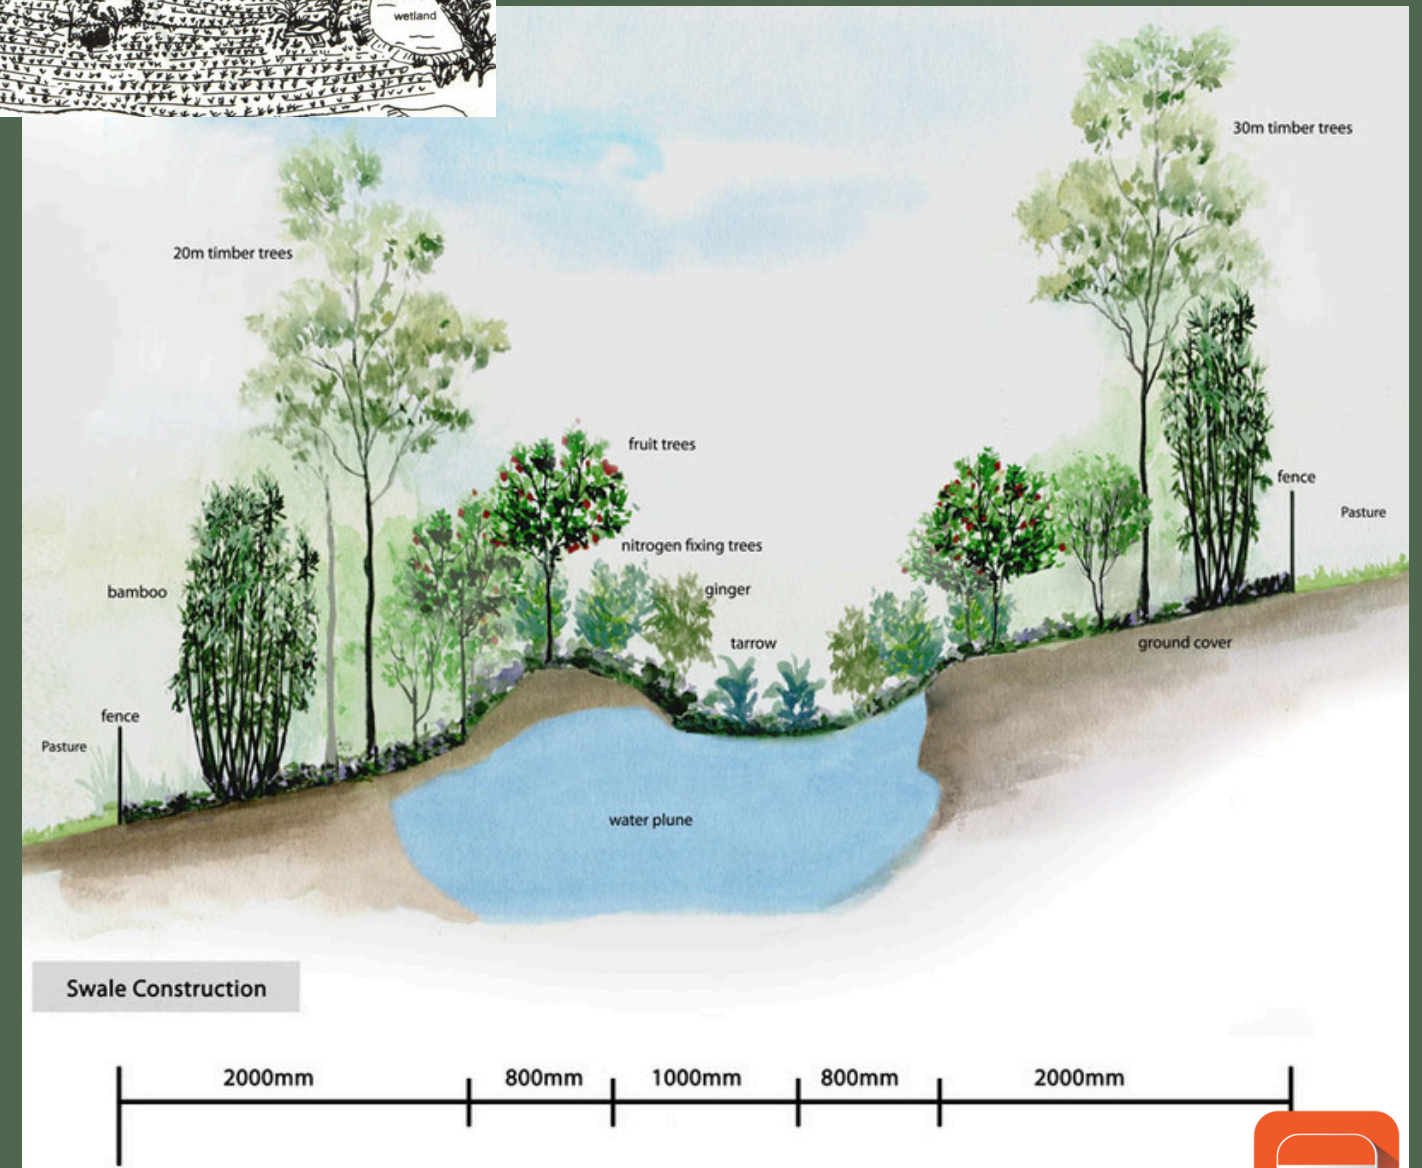 wetland
30m timber trees
20m timber trees
fruit trees
fence
Pasture
nitrogen fixing trees
bamboo
ginger
tarrow
ground cover
fence
Pasture
water plune
Swale Construction
2000mm
800mm
1000mm
800mm
2000mm